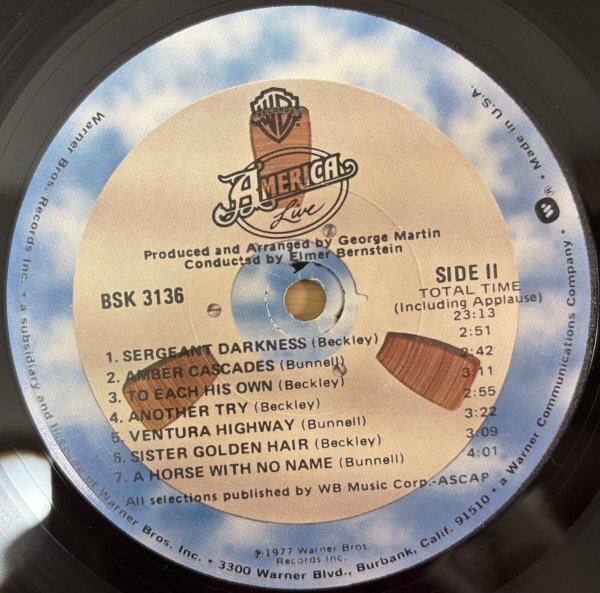 WB
RECORDS
AMERICA
Live
Produced and Arranged by George Martin
Conducted by Elmer Bernstein
BSK 3136
SIDE II
TOTAL TIME
(Including Applause)
23:13
1. SERGEANT DARKNESS (Beckley) 2:51
2. AMBER CASCADES (Bunnell) 2:42
3. TO EACH HIS OWN (Beckley) 3:11
4. ANOTHER TRY (Beckley) 2:55
5. VENTURA HIGHWAY (Bunnell) 3:22
6. SISTER GOLDEN HAIR (Beckley) 3:09
7. A HORSE WITH NO NAME (Bunnell) 4:01
All selections published by WB Music Corp.-ASCAP
℗1977 Warner Bros.
Records Inc.
Warner Bros. Records Inc. • a subsidiary and licensee of Warner Bros. Inc. • 3300 Warner Blvd., Burbank, Calif. 91510 • a Warner Communications Company • ® • Made in U.S.A.